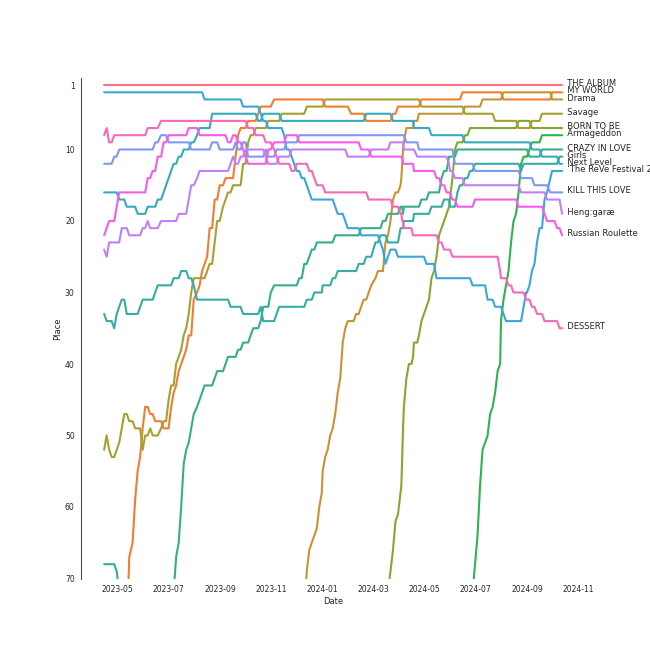 1
10
20
30
40
50
60
70
Place
2023-05
2023-07
2023-09
2023-11
2024-01
2024-03
2024-05
2024-07
2024-09
2024-11
Date
THE ALBUM
MY WORLD
Drama
Savage
BORN TO BE
Armageddon
CRAZY IN LOVE
Girls
Next Level
'The ReVe Festival 2
KILL THIS LOVE
Heng:garæ
Russian Roulette
DESSERT